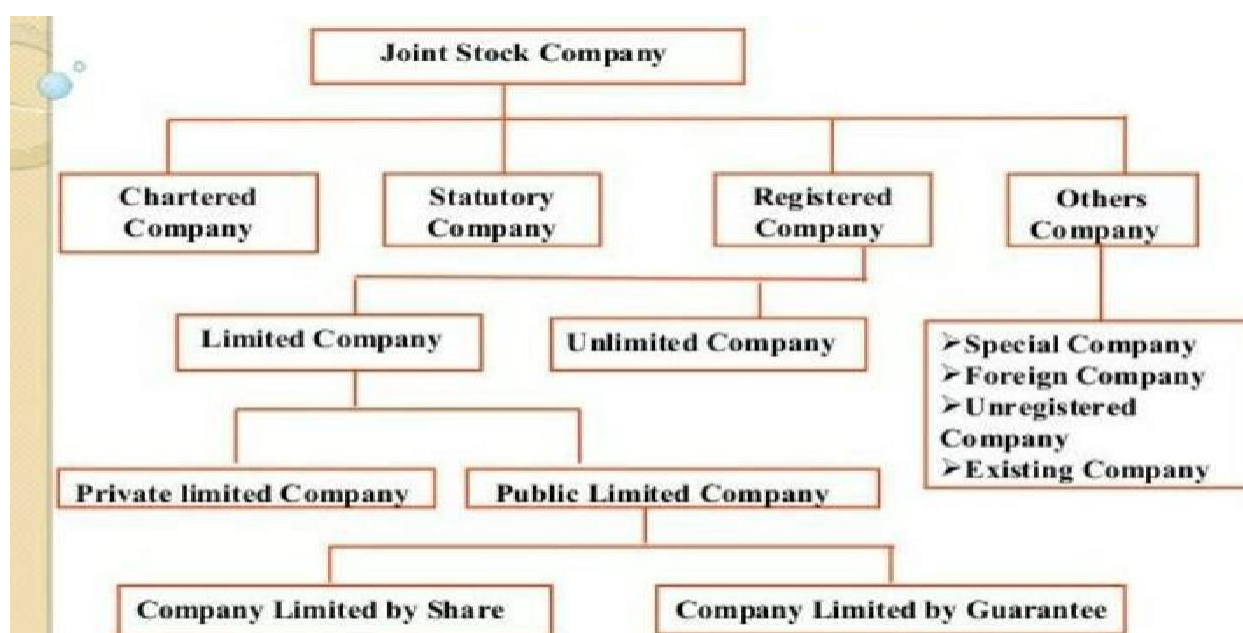 Joint Stock Company
Chartered
Company
Statutory
Company
Registered
Company
Others
Company
Limited Company
Unlimited Company
➢Special Company
➢Foreign Company
➢Unregistered
Company
➢Existing Company
Private limited Company
Public Limited Company
Company Limited by Share
Company Limited by Guarantee